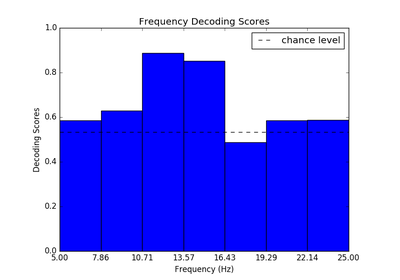 Frequency Decoding Scores
1.0
chance level
0.8
0.6
0.4
0.2
0.0
Decoding Scores
5.00 7.86 10.71 13.57 16.43 19.29 22.14 25.00
Frequency (Hz)